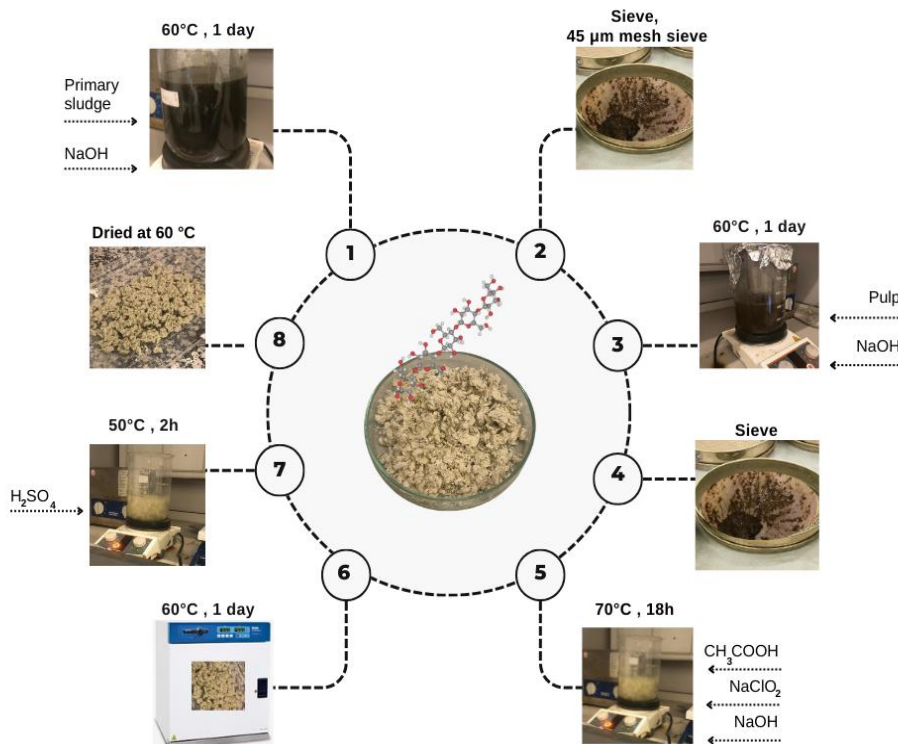 60°C , 1 day
Primary
sludge
NaOH
1
Sieve,
45 μm mesh sieve
2
60°C , 1 day
Pulp
NaOH
3
Sieve
4
70°C , 18h
CH₃COOH
NaClO₂
NaOH
5
60°C , 1 day
6
50°C , 2h
H₂SO₄
7
Dried at 60 °C
8